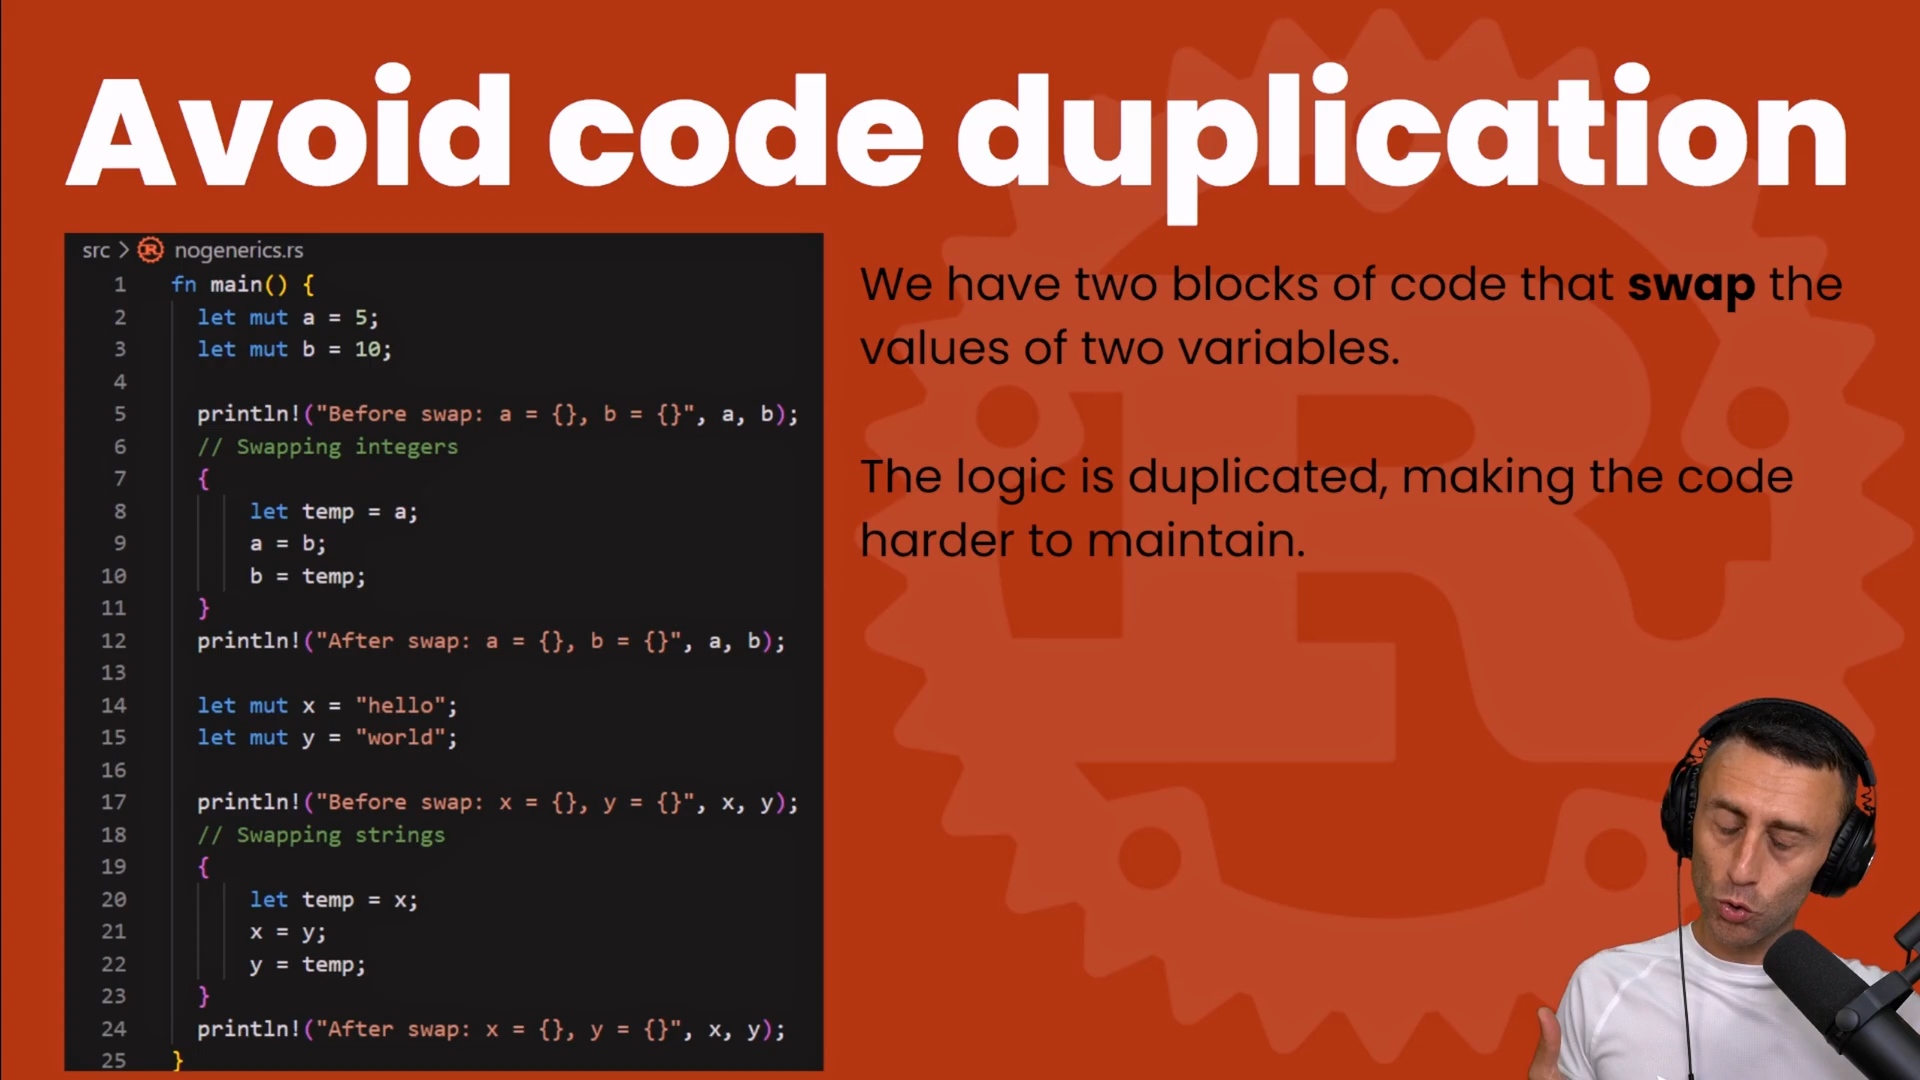 Avoid code duplication
src > nogenerics.rs
1 fn main() {
2 let mut a = 5;
3 let mut b = 10;
4
5 println!("Before swap: a = {}, b = {}", a, b);
6 // Swapping integers
7 {
8 let temp = a;
9 a = b;
10 b = temp;
11 }
12 println!("After swap: a = {}, b = {}", a, b);
13
14 let mut x = "hello";
15 let mut y = "world";
16
17 println!("Before swap: x = {}, y = {}", x, y);
18 // Swapping strings
19 {
20 let temp = x;
21 x = y;
22 y = temp;
23 }
24 println!("After swap: x = {}, y = {}", x, y);
25 }
We have two blocks of code that swap the
values of two variables.
The logic is duplicated, making the code
harder to maintain.